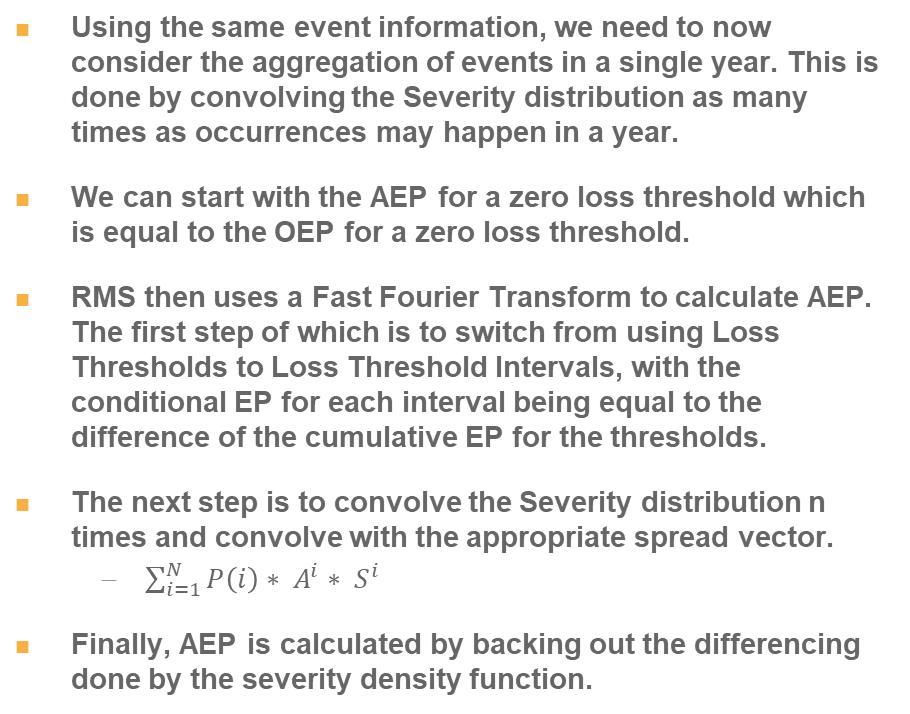 ▪ Using the same event information, we need to now
consider the aggregation of events in a single year. This is
done by convolving the Severity distribution as many
times as occurrences may happen in a year.
▪ We can start with the AEP for a zero loss threshold which
is equal to the OEP for a zero loss threshold.
▪ RMS then uses a Fast Fourier Transform to calculate AEP.
The first step of which is to switch from using Loss
Thresholds to Loss Threshold Intervals, with the
conditional EP for each interval being equal to the
difference of the cumulative EP for the thresholds.
▪ The next step is to convolve the Severity distribution n
times and convolve with the appropriate spread vector.
– ∑ᴺᵢ₌₁ P(i) * Aⁱ * Sⁱ
▪ Finally, AEP is calculated by backing out the differencing
done by the severity density function.